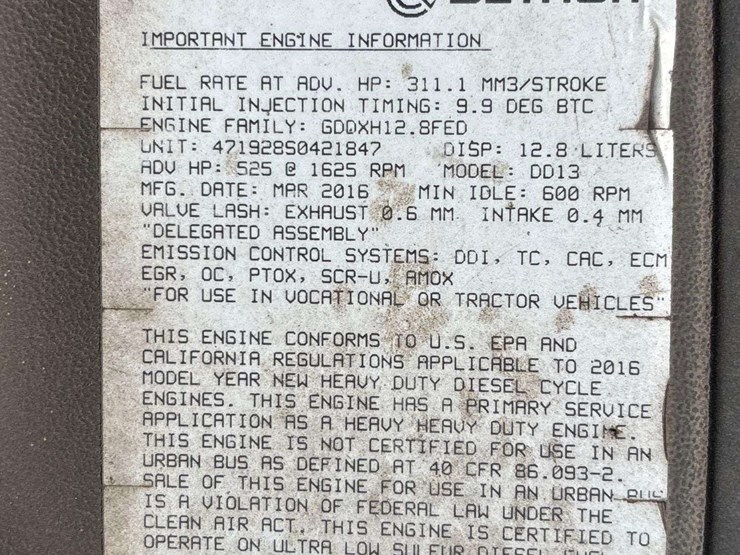 IMPORTANT ENGINE INFORMATION
FUEL RATE AT ADV. HP: 311.1 MM3/STROKE
INITIAL INJECTION TIMING: 9.9 DEG BTC
ENGINE FAMILY: GDDXH12.8FED
UNIT: 471928S0421847 DISP: 12.8 LITERS
ADV HP: 525 @ 1625 RPM MODEL: DD13
MFG. DATE: MAR 2016 MIN IDLE: 600 RPM
VALVE LASH: EXHAUST 0.6 MM INTAKE 0.4 MM
"DELEGATED ASSEMBLY"
EMISSION CONTROL SYSTEMS: DDI, TC, CAC, ECM
EGR, OC, PTOX, SCR-U, AMOX
"FOR USE IN VOCATIONAL OR TRACTOR VEHICLES"
THIS ENGINE CONFORMS TO U.S. EPA AND
CALIFORNIA REGULATIONS APPLICABLE TO 2016
MODEL YEAR NEW HEAVY DUTY DIESEL CYCLE
ENGINES. THIS ENGINE HAS A PRIMARY SERVICE
APPLICATION AS A HEAVY HEAVY DUTY ENGINE.
THIS ENGINE IS NOT CERTIFIED FOR USE IN AN
URBAN BUS AS DEFINED AT 40 CFR 86.093-2.
SALE OF THIS ENGINE FOR USE IN AN URBAN BUS
IS A VIOLATION OF FEDERAL LAW UNDER THE
CLEAN AIR ACT. THIS ENGINE IS CERTIFIED TO
OPERATE ON ULTRA LOW SULFUR DIESEL